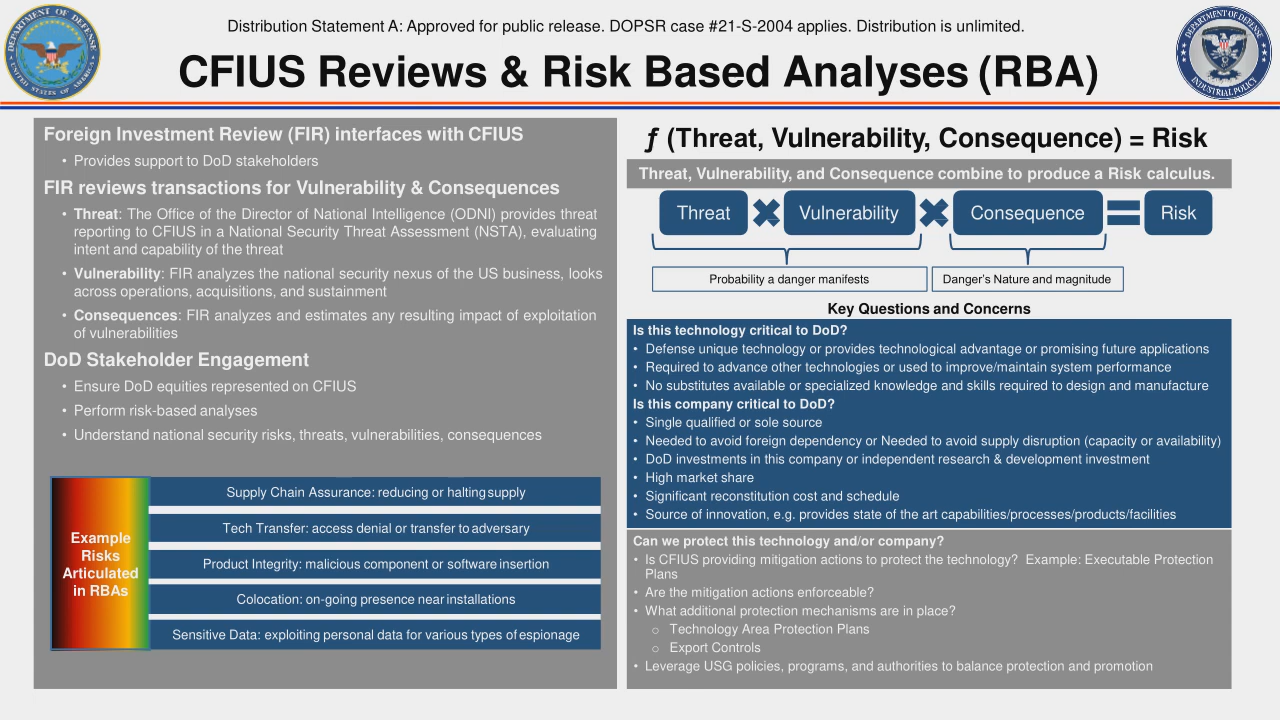 Distribution Statement A: Approved for public release. DOPSR case #21-S-2004 applies. Distribution is unlimited.
CFIUS Reviews & Risk Based Analyses (RBA)
DEPARTMENT OF DEFENSE
UNITED STATES OF AMERICA
DEPARTMENT OF DEFENSE
INDUSTRIAL POLICY
Foreign Investment Review (FIR) interfaces with CFIUS
• Provides support to DoD stakeholders
FIR reviews transactions for Vulnerability & Consequences
• Threat: The Office of the Director of National Intelligence (ODNI) provides threat
reporting to CFIUS in a National Security Threat Assessment (NSTA), evaluating
intent and capability of the threat
• Vulnerability: FIR analyzes the national security nexus of the US business, looks
across operations, acquisitions, and sustainment
• Consequences: FIR analyzes and estimates any resulting impact of exploitation
of vulnerabilities
DoD Stakeholder Engagement
• Ensure DoD equities represented on CFIUS
• Perform risk-based analyses
• Understand national security risks, threats, vulnerabilities, consequences
Example
Risks
Articulated
in RBAs
Supply Chain Assurance: reducing or halting supply
Tech Transfer: access denial or transfer to adversary
Product Integrity: malicious component or software insertion
Colocation: on-going presence near installations
Sensitive Data: exploiting personal data for various types of espionage
ƒ (Threat, Vulnerability, Consequence) = Risk
Threat, Vulnerability, and Consequence combine to produce a Risk calculus.
Threat ✖ Vulnerability ✖ Consequence = Risk
Probability a danger manifests
Danger's Nature and magnitude
Key Questions and Concerns
Is this technology critical to DoD?
• Defense unique technology or provides technological advantage or promising future applications
• Required to advance other technologies or used to improve/maintain system performance
• No substitutes available or specialized knowledge and skills required to design and manufacture
Is this company critical to DoD?
• Single qualified or sole source
• Needed to avoid foreign dependency or Needed to avoid supply disruption (capacity or availability)
• DoD investments in this company or independent research & development investment
• High market share
• Significant reconstitution cost and schedule
• Source of innovation, e.g. provides state of the art capabilities/processes/products/facilities
Can we protect this technology and/or company?
• Is CFIUS providing mitigation actions to protect the technology? Example: Executable Protection
Plans
• Are the mitigation actions enforceable?
• What additional protection mechanisms are in place?
o Technology Area Protection Plans
o Export Controls
• Leverage USG policies, programs, and authorities to balance protection and promotion